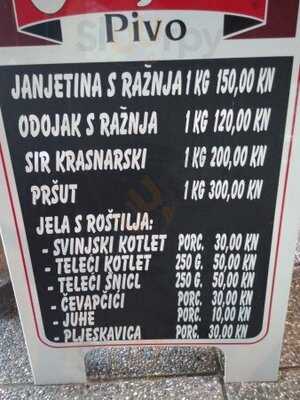 Pivo
JANJETINA S RAŽNJA 1 KG 150,00 KN
ODOJAK S RAŽNJA 1 KG 120,00 KN
SIR KRASNARSKI 1 KG 200,00 KN
PRŠUT 1 KG 300,00 KN
JELA S ROŠTILJA:
- SVINJSKI KOTLET PORC. 30,00 KN
- TELEĆI KOTLET 250 G. 50,00 KN
- TELEĆI ŠNICL 250 G. 50,00 KN
- ĆEVAPČIĆI PORC. 30,00 KN
- JUHE PORC. 10,00 KN
- PLJESKAVICA PORC. 30,00 KN